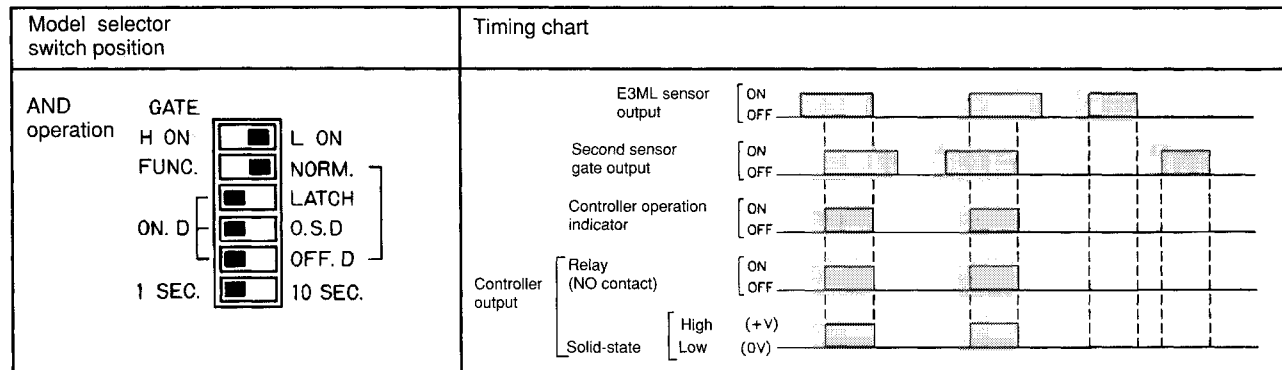 Model selector
switch position
Timing chart
AND
operation
GATE
H ON
L ON
FUNC.
NORM.
LATCH
ON. D
O.S.D
OFF. D
1 SEC.
10 SEC.
E3ML sensor
output
ON
OFF
Second sensor
gate output
ON
OFF
Controller operation
indicator
ON
OFF
Controller
output
Relay
(NO contact)
ON
OFF
Solid-state
High
(+V)
Low
(0V)